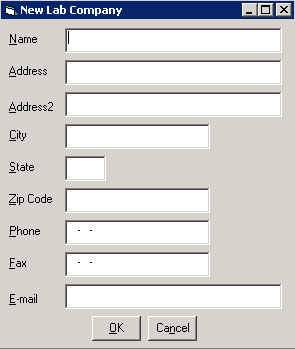 New Lab Company
Name
Address
Address2
City
State
Zip Code
Phone - -
Fax - -
E-mail
OK Cancel